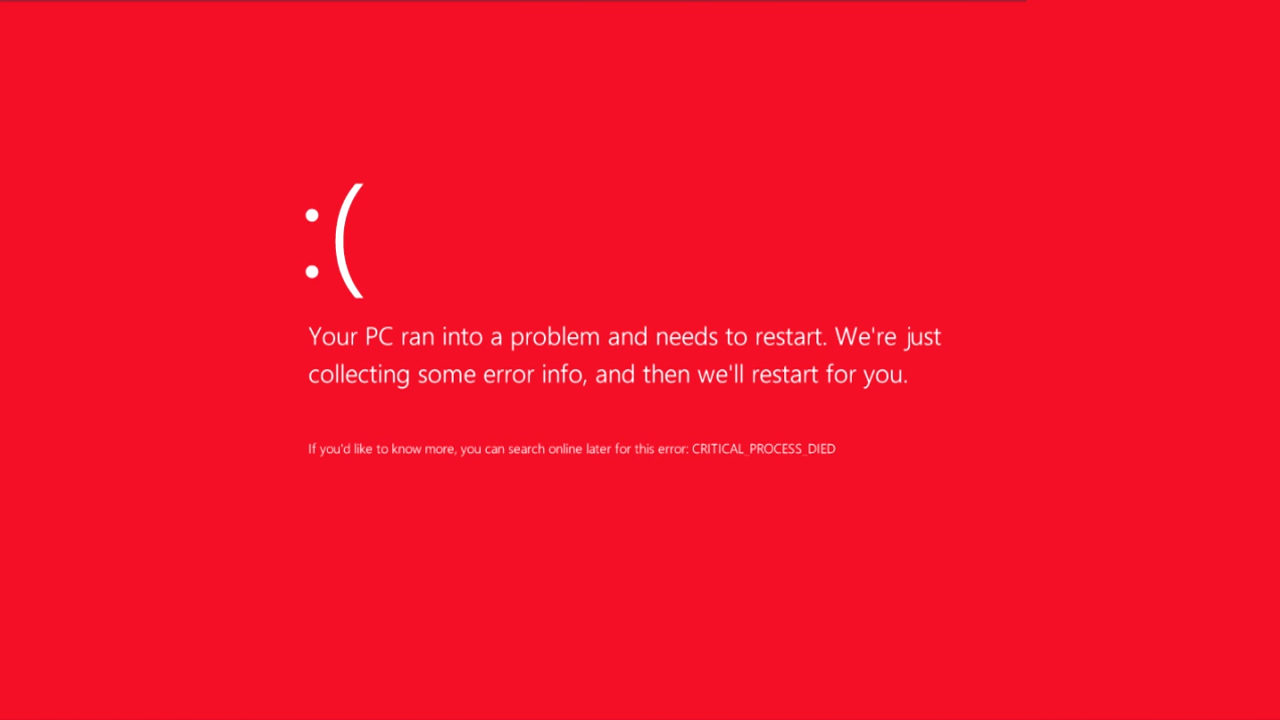 :(
Your PC ran into a problem and needs to restart. We're just
collecting some error info, and then we'll restart for you.
If you'd like to know more, you can search online later for this error: CRITICAL_PROCESS_DIED